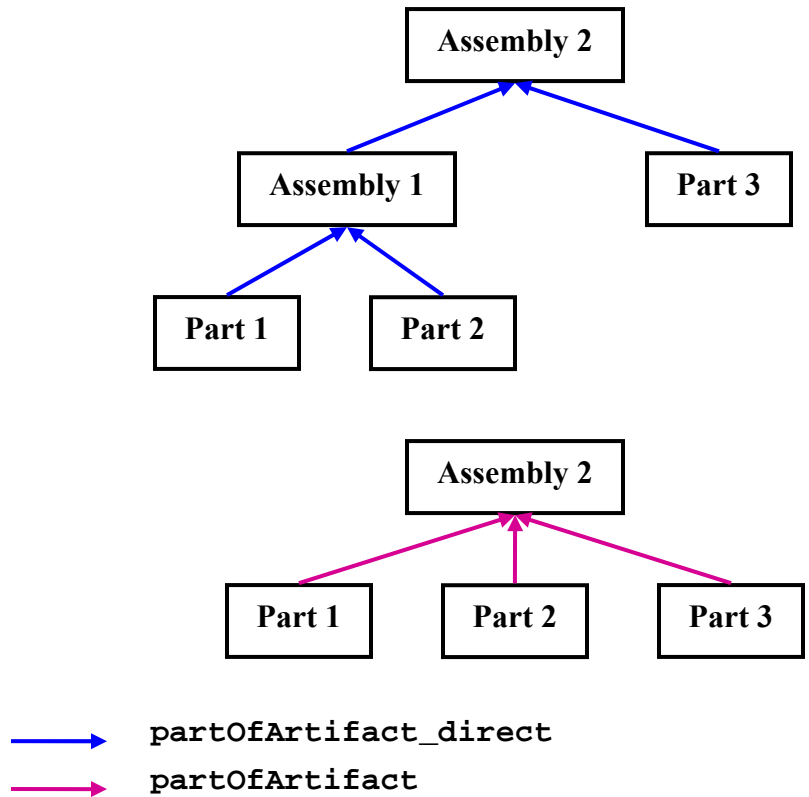 Assembly 2
Assembly 1
Part 3
Part 1
Part 2
Assembly 2
Part 1
Part 2
Part 3
partOfArtifact_direct
partOfArtifact